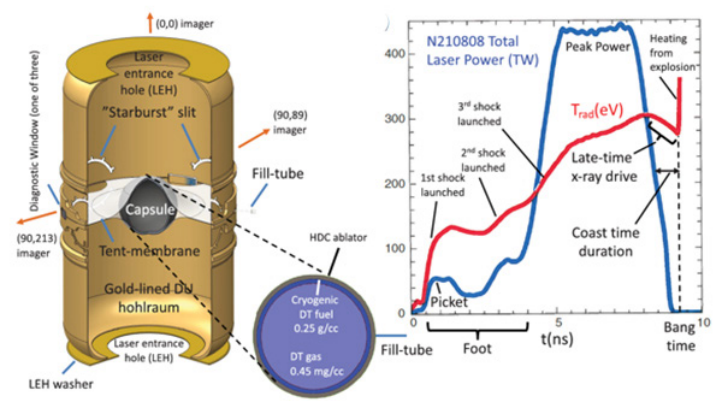 (0,0) imager
Laser
entrance
hole (LEH)
"Starburst" slit
Diagnostic Window (one of three)
(90,89)
imager
Fill-tube
Capsule
(90,213)
imager
Tent-membrane
Gold-lined DU
hohlraum
Laser entrance
hole (LEH)
LEH washer
HDC ablator
Cryogenic
DT fuel
0.25 g/cc
DT gas
0.45 mg/cc
Fill-tube
N210808 Total
Laser Power (TW)
Peak Power
Heating
from
explosion
Trad(eV)
3rd shock
launched
2nd shock
launched
1st shock
launched
Late-time
x-ray drive
Coast time
duration
Picket
400
300
200
100
0
0
5
10
Foot
t(ns)
Bang
time